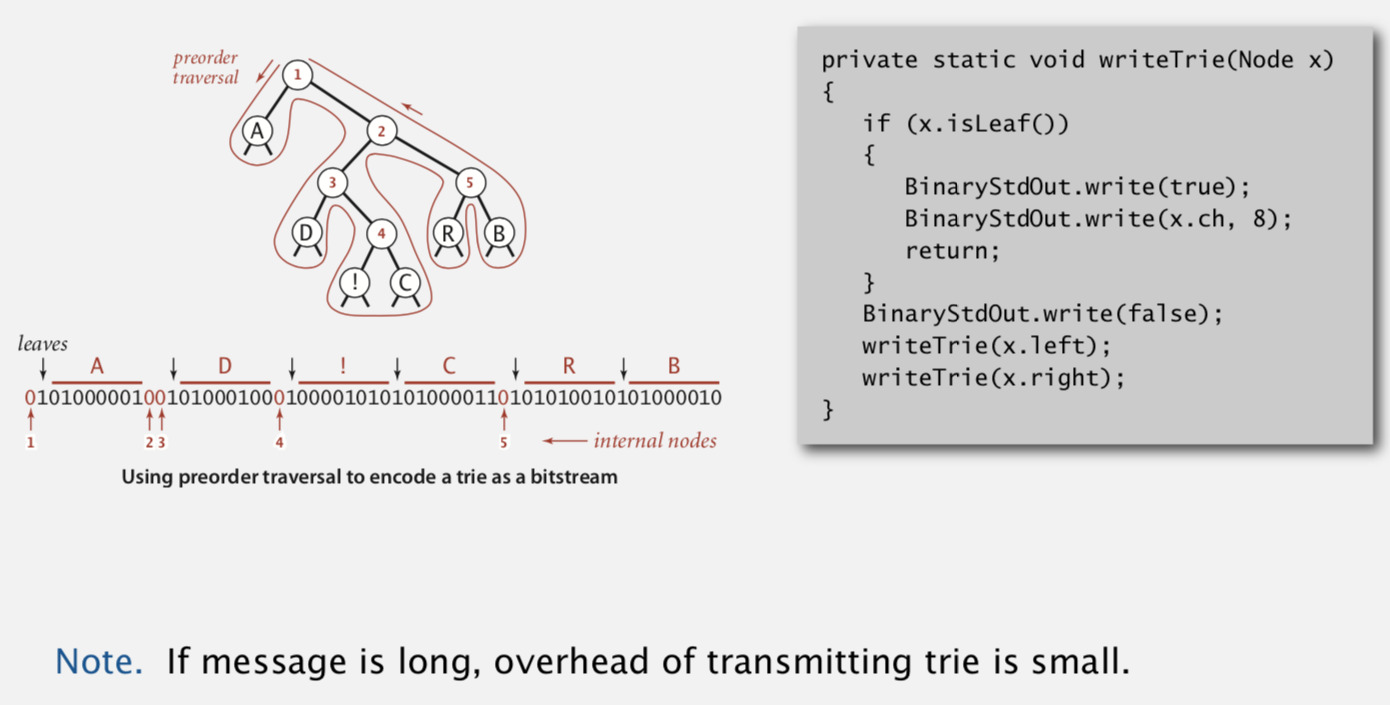 preorder
traversal
1
A
2
3
5
D
4
R
B
!
C
leaves
A D ! C R B
01010000010010100010001000010101010000110101010010101000010
1 2 3 4 5 internal nodes
Using preorder traversal to encode a trie as a bitstream
private static void writeTrie(Node x)
{
if (x.isLeaf())
{
BinaryStdOut.write(true);
BinaryStdOut.write(x.ch, 8);
return;
}
BinaryStdOut.write(false);
writeTrie(x.left);
writeTrie(x.right);
}
Note. If message is long, overhead of transmitting trie is small.